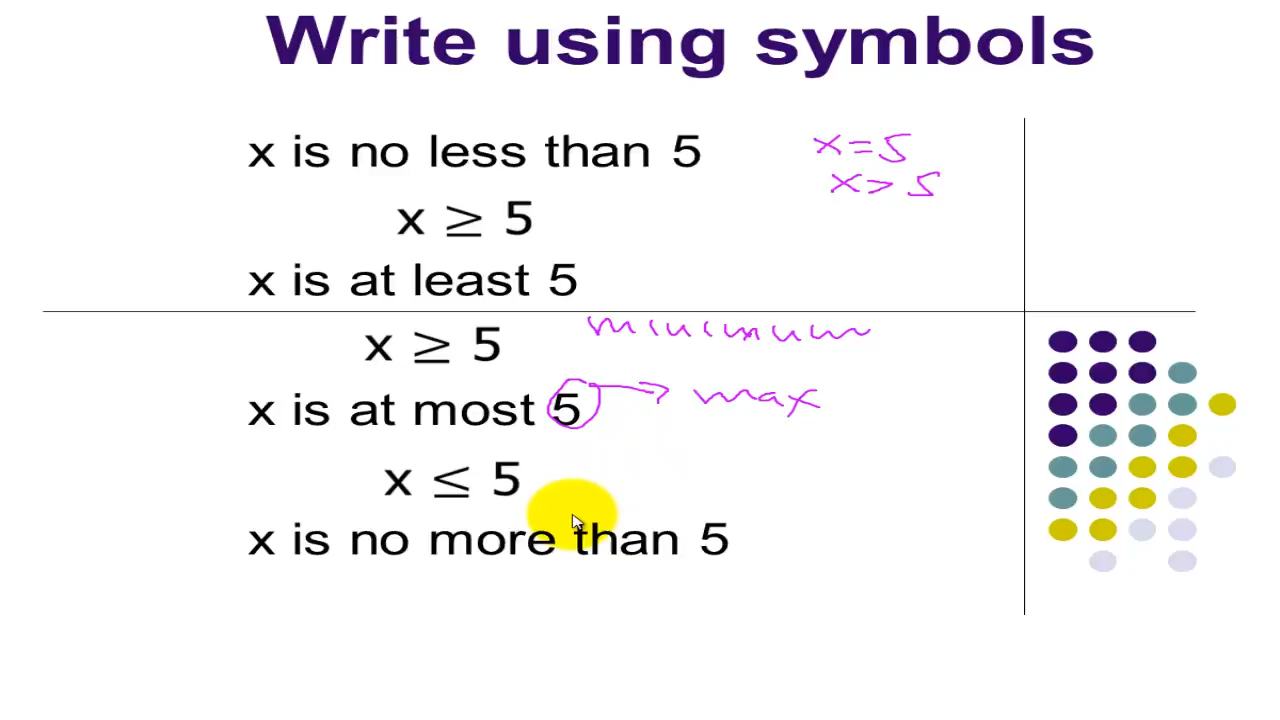 Write using symbols
x is no less than 5
x = 5
x > 5
x ≥ 5
x is at least 5
x ≥ 5
minimum
x is at most 5
max
x ≤ 5
x is no more than 5